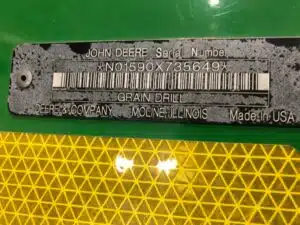 JOHN DEERE Serial Number
*N01590X735649*
GRAIN DRILL
DEERE & COMPANY MOLINE, ILLINOIS Made in USA